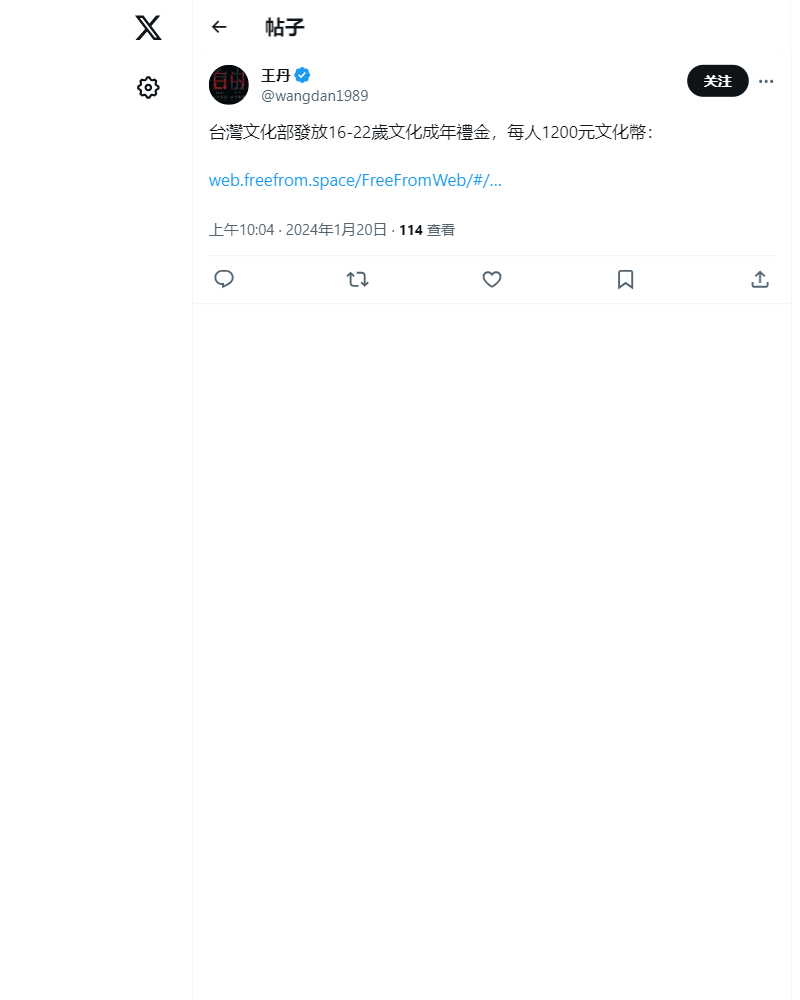 帖子
王丹
@wangdan1989
关注
台灣文化部發放16-22歲文化成年禮金，每人1200元文化幣：
web.freefrom.space/FreeFromWeb/#/...
上午10:04 · 2024年1月20日 · 114 查看
自由